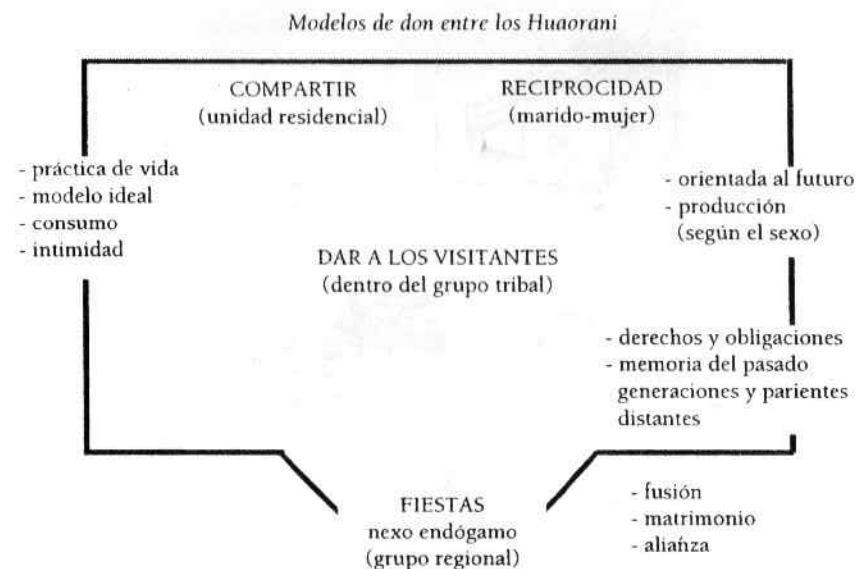 Modelos de don entre los Huaorani
COMPARTIR
(unidad residencial)
RECIPROCIDAD
(marido-mujer)
- práctica de vida
- modelo ideal
- consumo
- intimidad
- orientada al futuro
- producción
(según el sexo)
DAR A LOS VISITANTES
(dentro del grupo tribal)
- derechos y obligaciones
- memoria del pasado
generaciones y parientes
distantes
FIESTAS
nexo endógamo
(grupo regional)
- fusión
- matrimonio
- alianza